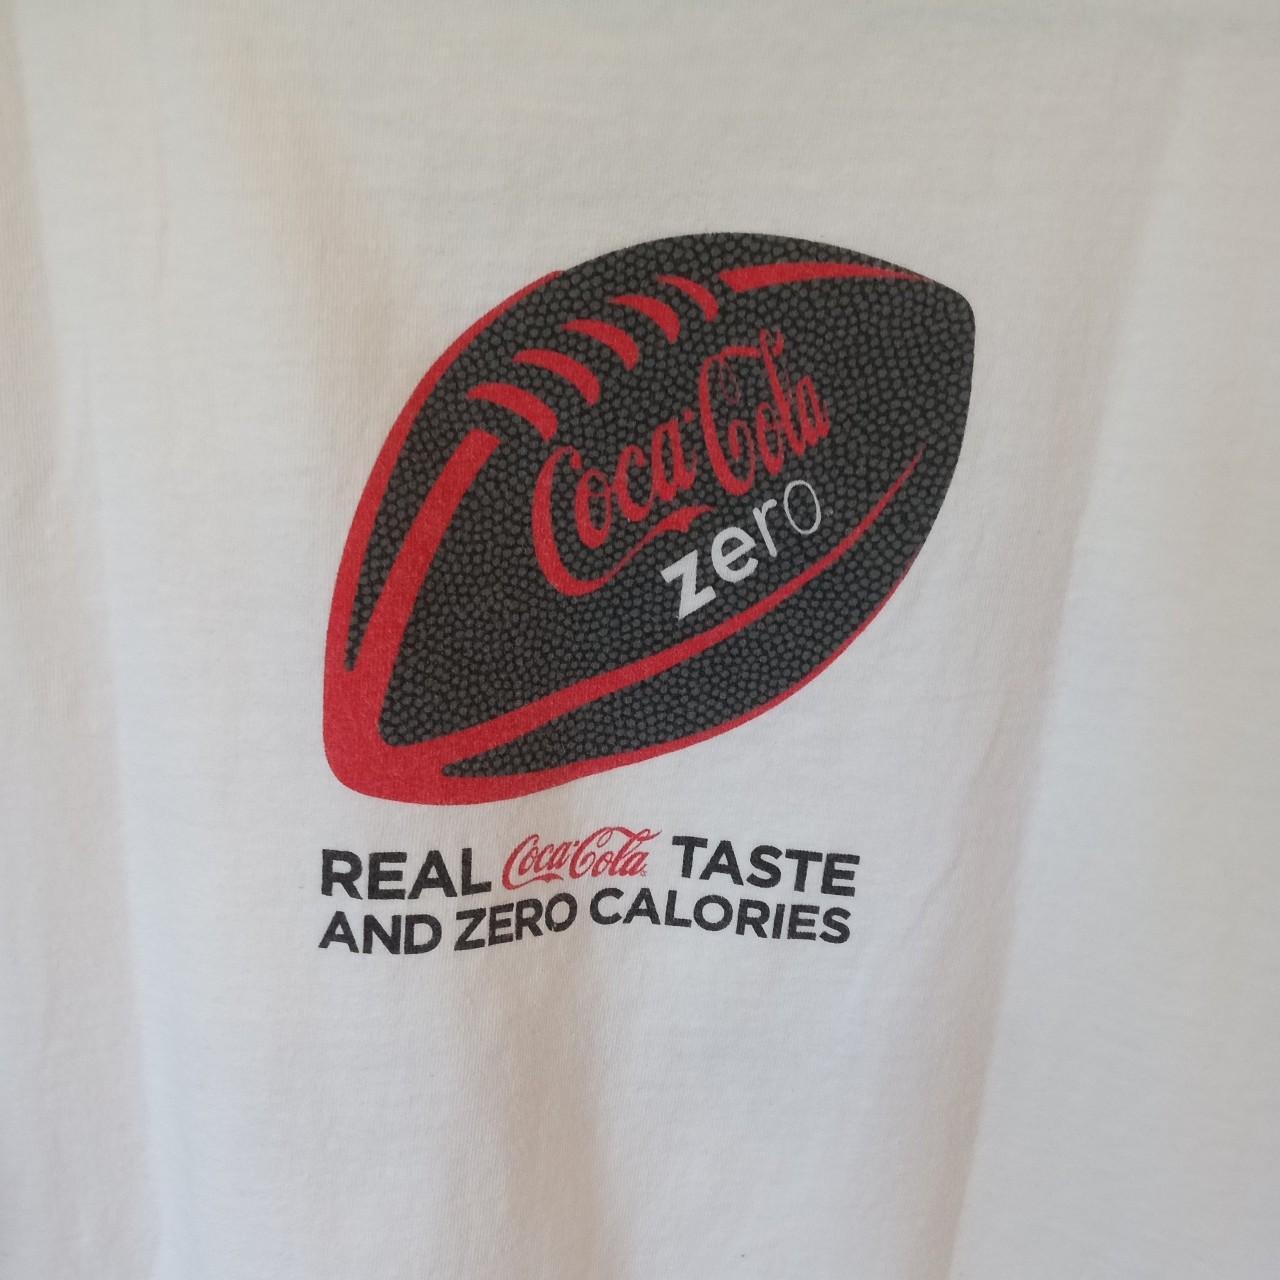 Coca-Cola
zero
REAL Coca-Cola TASTE
AND ZERO CALORIES